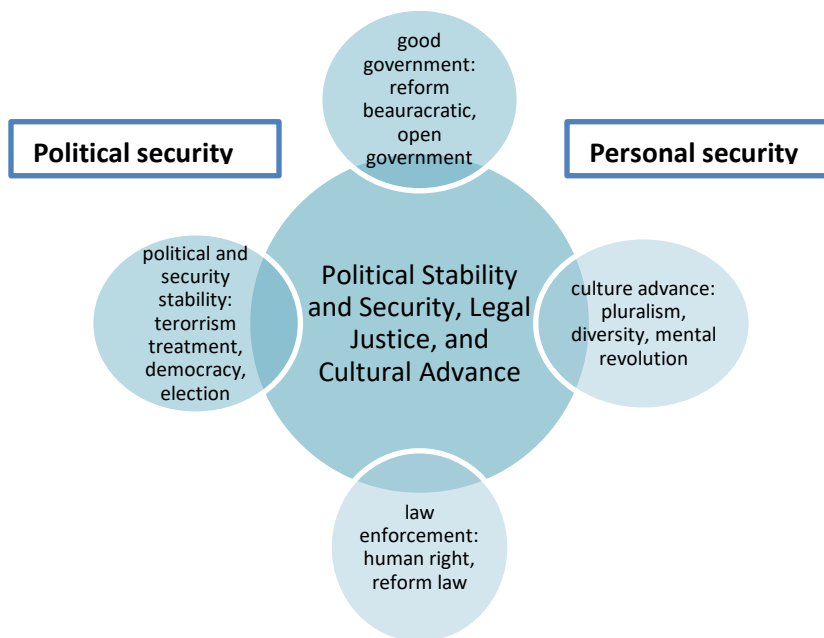 good
government:
reform
beauracratic,
open
government
Political security
Personal security
political and
security
stability:
terorrism
treatment,
democracy,
election
Political Stability
and Security, Legal
Justice, and
Cultural Advance
culture advance:
pluralism,
diversity, mental
revolution
law
enforcement:
human right,
reform law